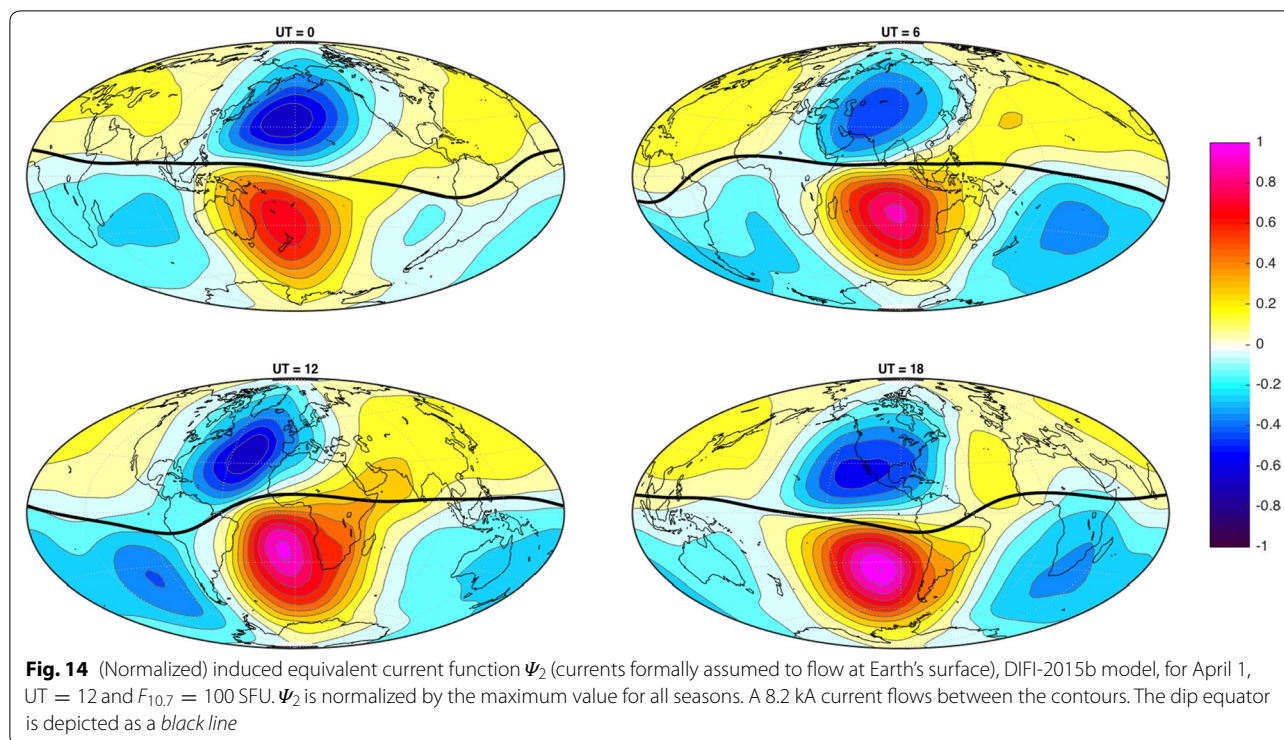 UT = 0
UT = 6
1
0.8
0.6
0.4
0.2
0
-0.2
-0.4
-0.6
-0.8
-1
UT = 12
UT = 18
Fig. 14 (Normalized) induced equivalent current function Ψ₂ (currents formally assumed to flow at Earth's surface), DIFI-2015b model, for April 1,
UT = 12 and F₁₀.₇ = 100 SFU. Ψ₂ is normalized by the maximum value for all seasons. A 8.2 kA current flows between the contours. The dip equator
is depicted as a black line